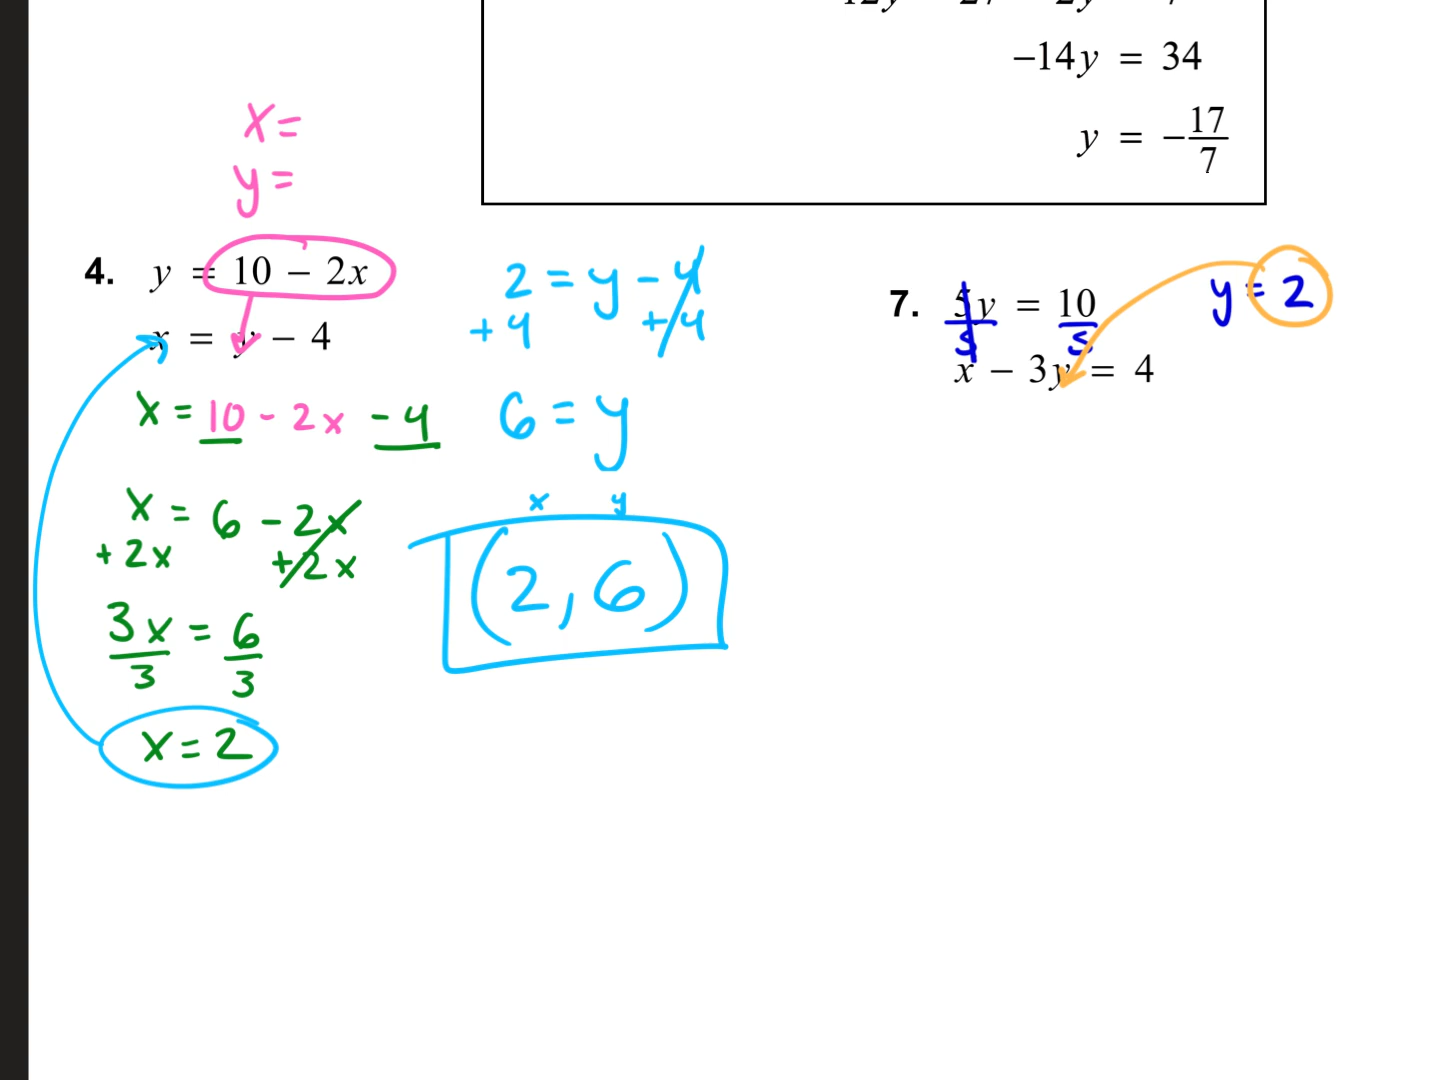 -14y = 34
y = -17/7
x =
y =
4. y = 10 - 2x
x = y - 4
x = 10 - 2x - 4
x = 6 - 2x
+ 2x + 2x
3x = 6
3 3
x = 2
2 = y - 4
+ 4 + 4
6 = y
x y
(2, 6)
7. 5y = 10
5 5
x - 3y = 4
y = 2